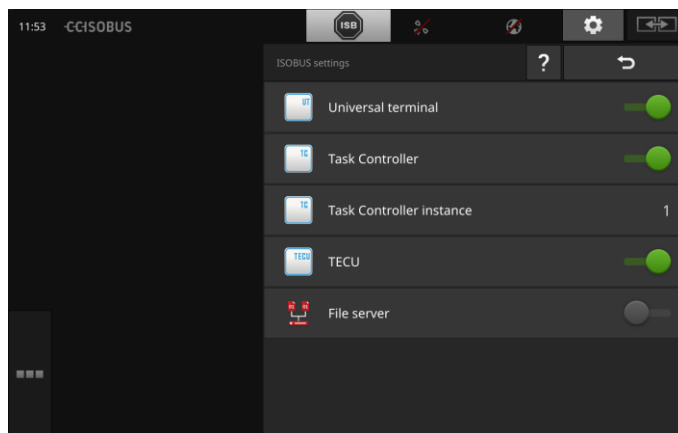 11:53 CCISOBUS ISB
ISOBUS settings ?
UT Universal terminal
TC Task Controller
TC Task Controller instance 1
TECU TECU
File server